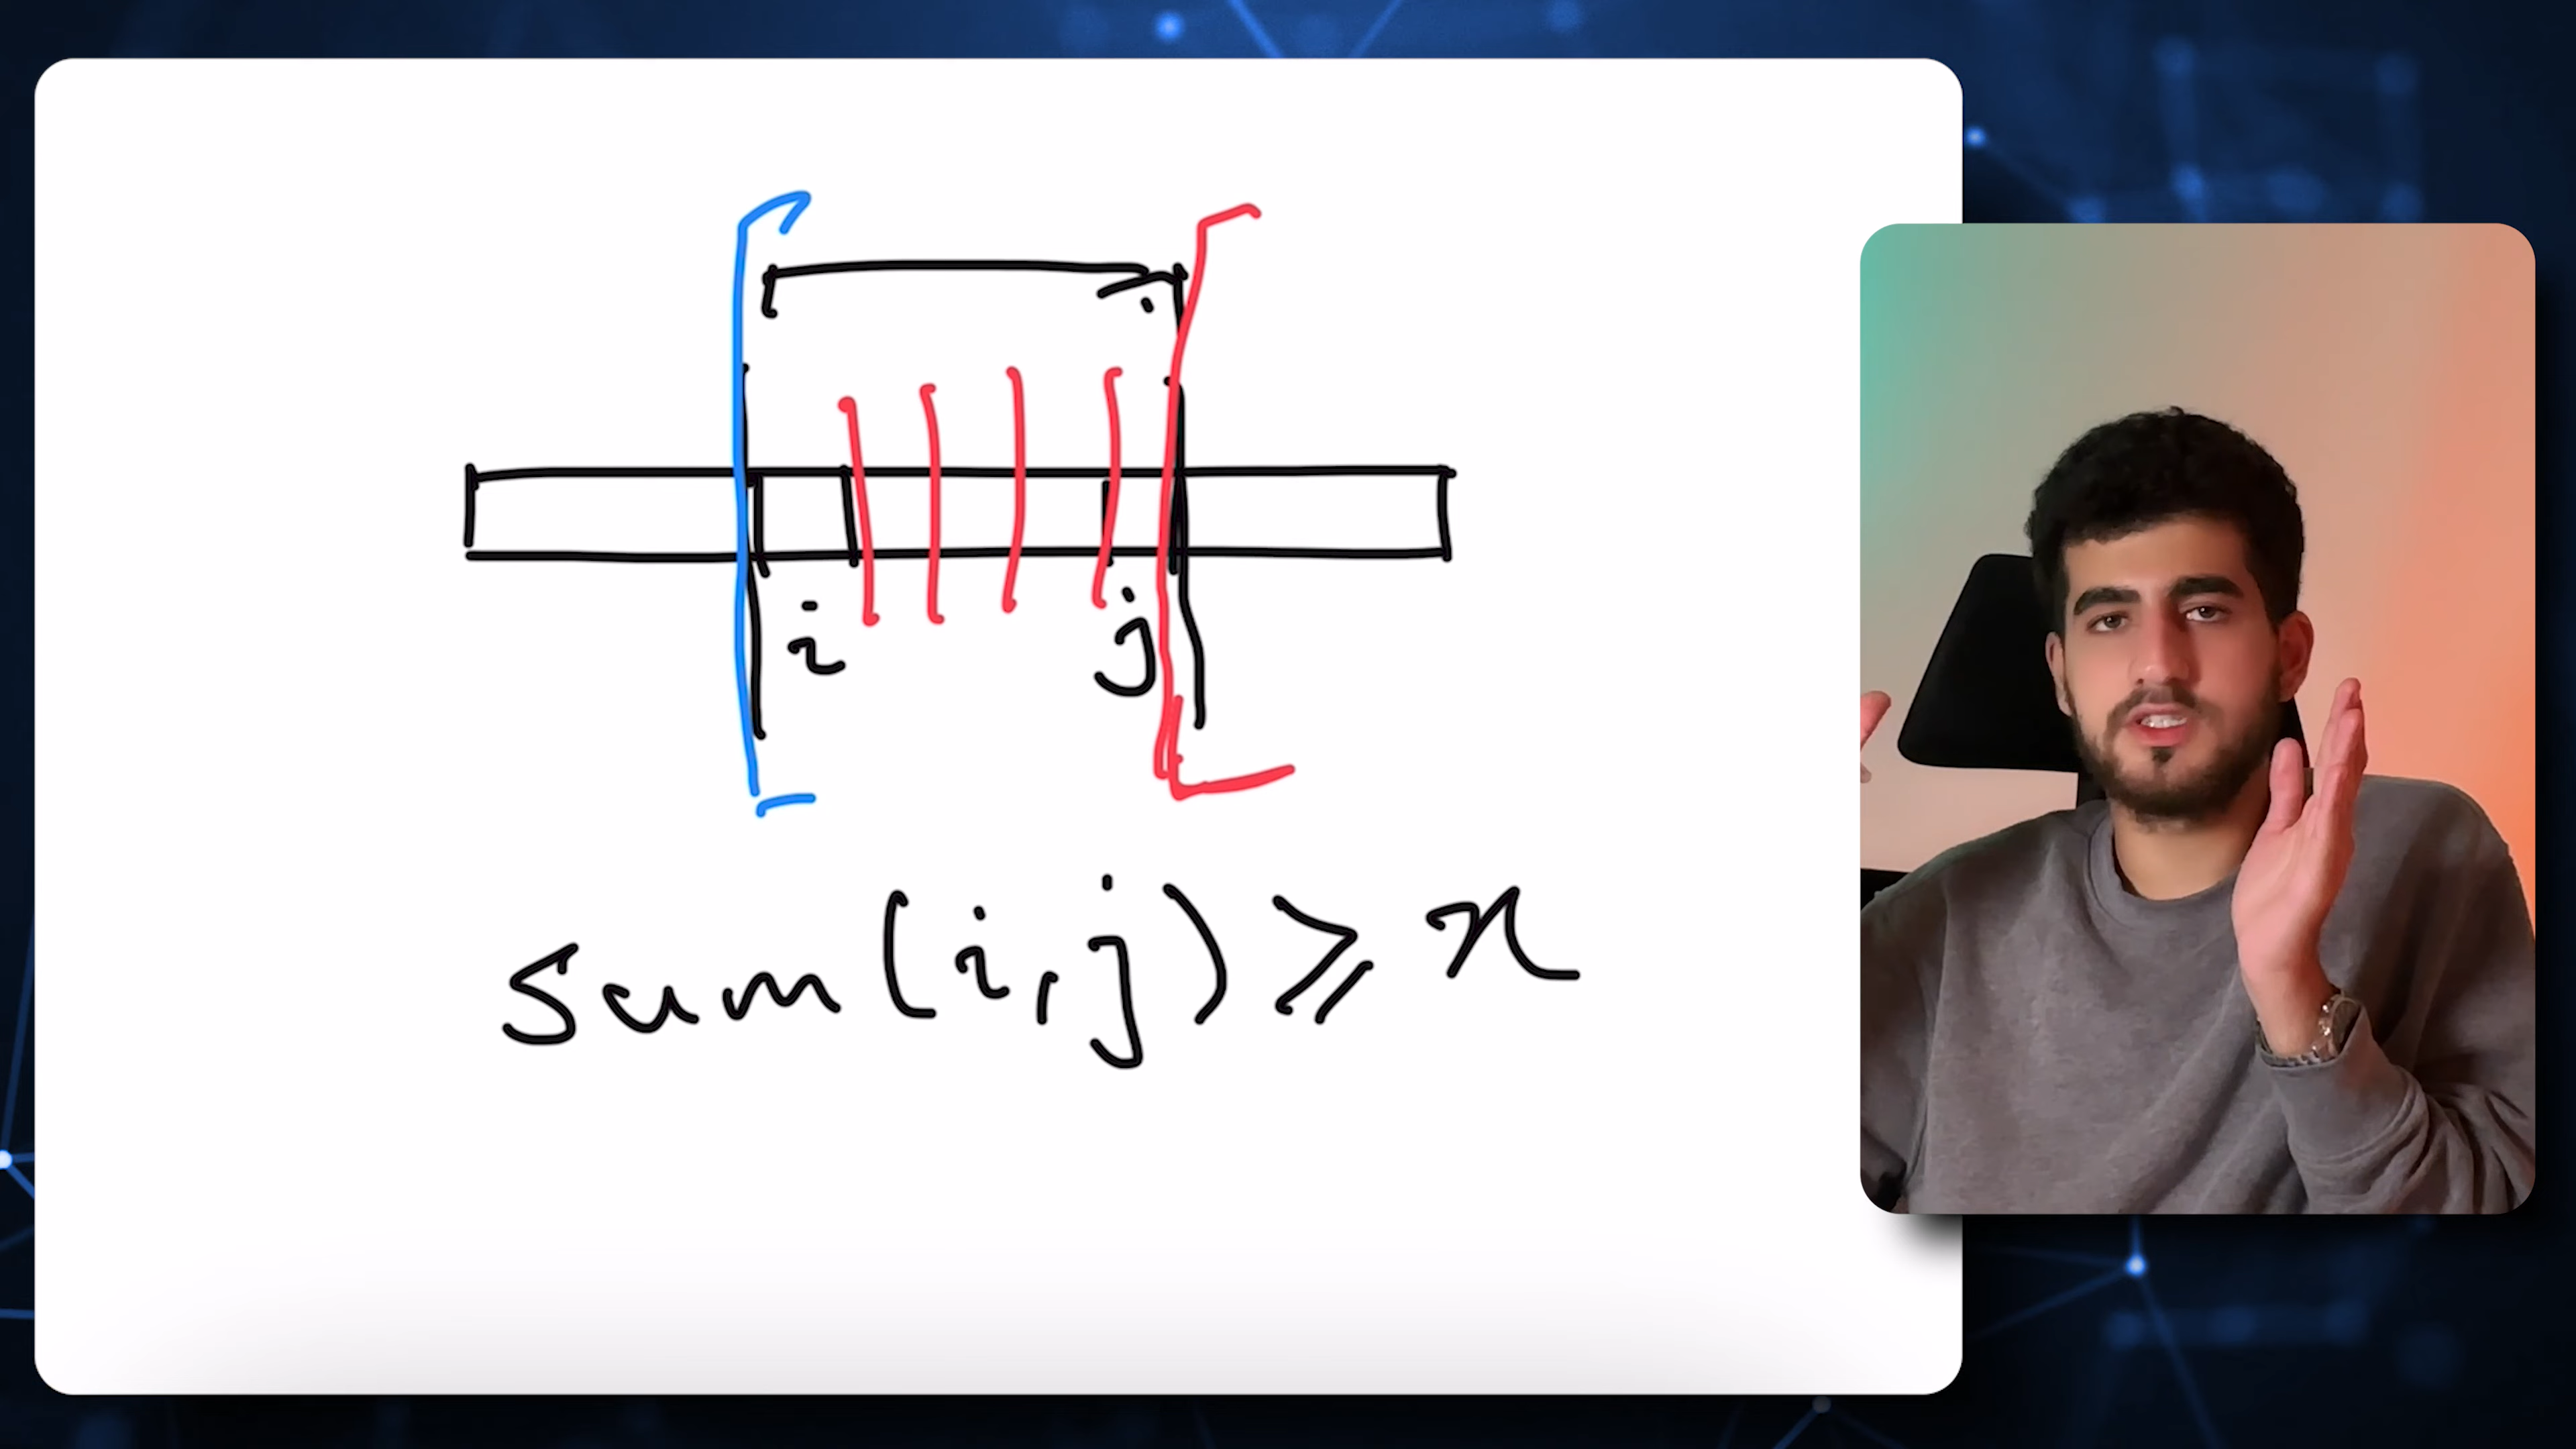 i j
sum(i,j) ⩾ x